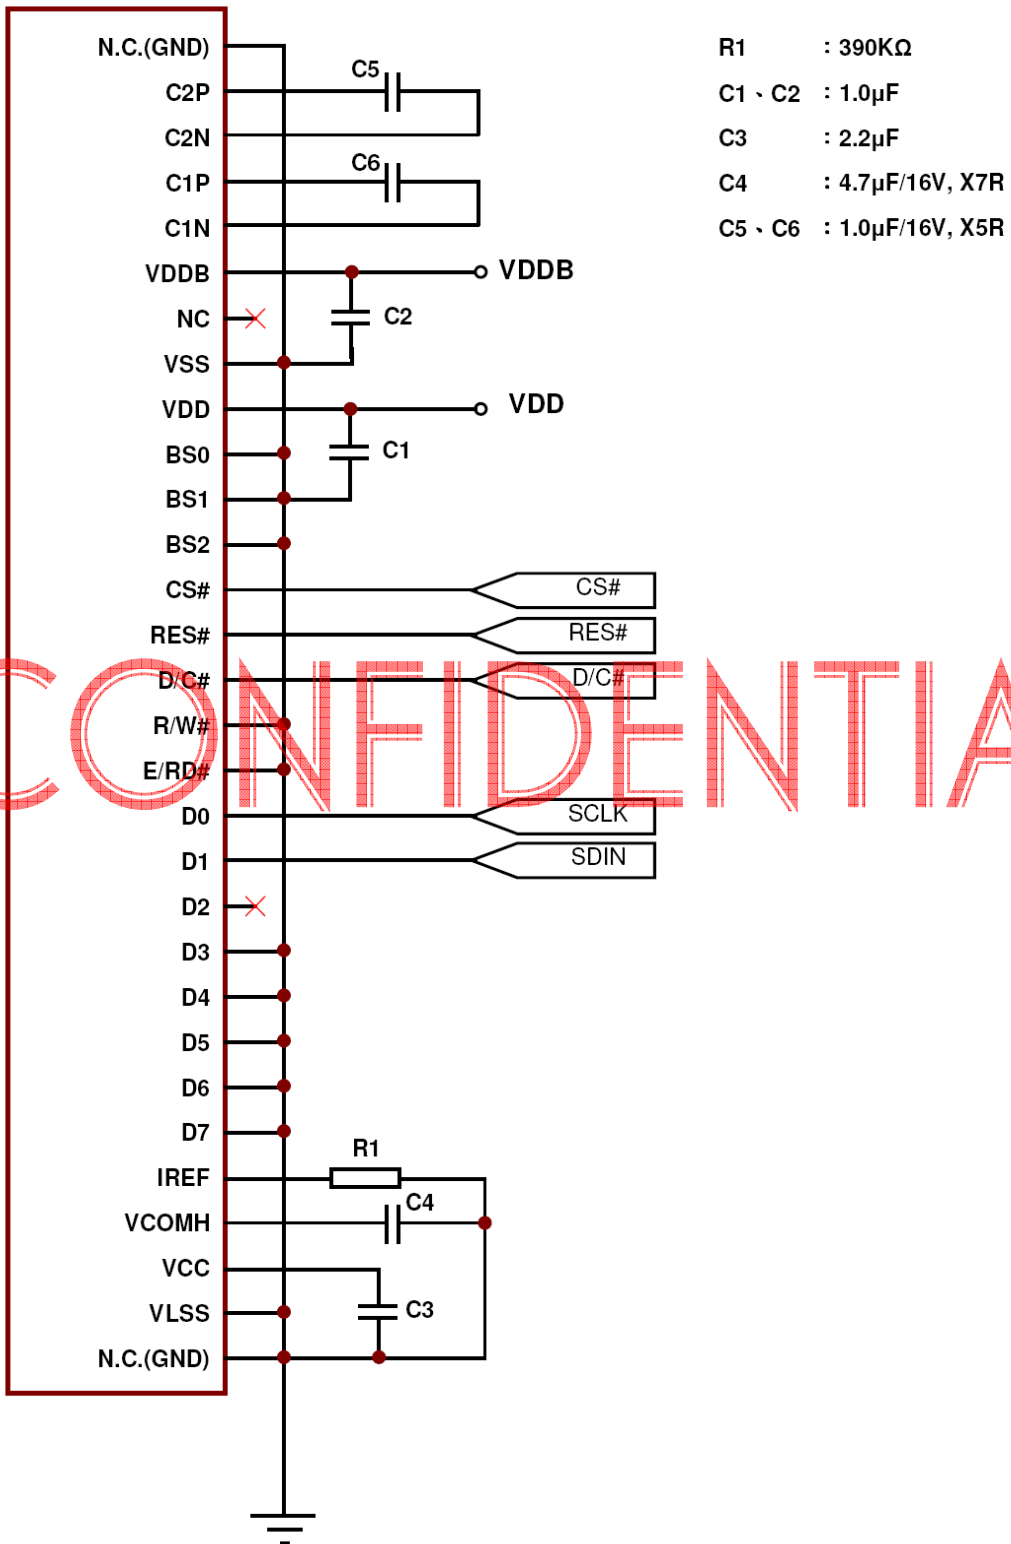 N.C.(GND)
C2P
C2N
C1P
C1N
VDDB
NC
VSS
VDD
BS0
BS1
BS2
CS#
RES#
D/C#
R/W#
E/RD#
D0
D1
D2
D3
D4
D5
D6
D7
IREF
VCOMH
VCC
VLSS
N.C.(GND)
C5
C6
VDDB
C2
VDD
C1
CS#
RES#
D/C#
SCLK
SDIN
R1
C4
C3
R1 : 390KΩ
C1、C2 : 1.0μF
C3 : 2.2μF
C4 : 4.7μF/16V, X7R
C5、C6 : 1.0μF/16V, X5R
CONFIDENTIA